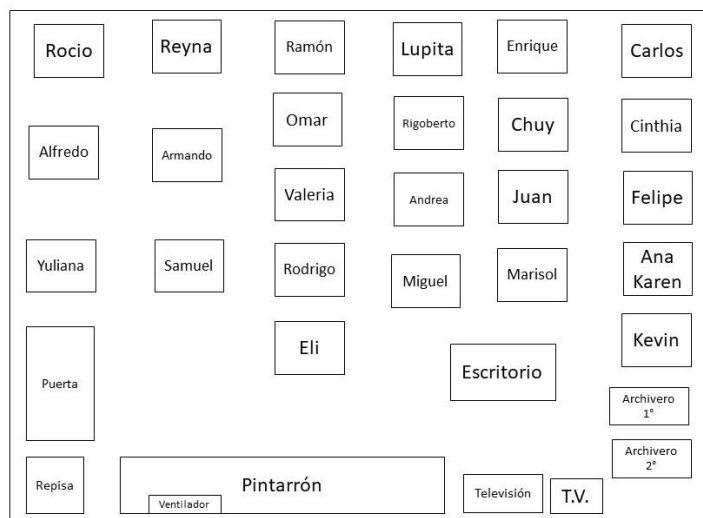 Rocio
Reyna
Ramón
Lupita
Enrique
Carlos
Omar
Rigoberto
Chuy
Cinthia
Alfredo
Armando
Valeria
Andrea
Juan
Felipe
Yuliana
Samuel
Rodrigo
Miguel
Marisol
Ana
Karen
Eli
Kevin
Escritorio
Puerta
Archivero
1°
Archivero
2°
Repisa
Pintarrón
Ventilador
Televisión
T.V.